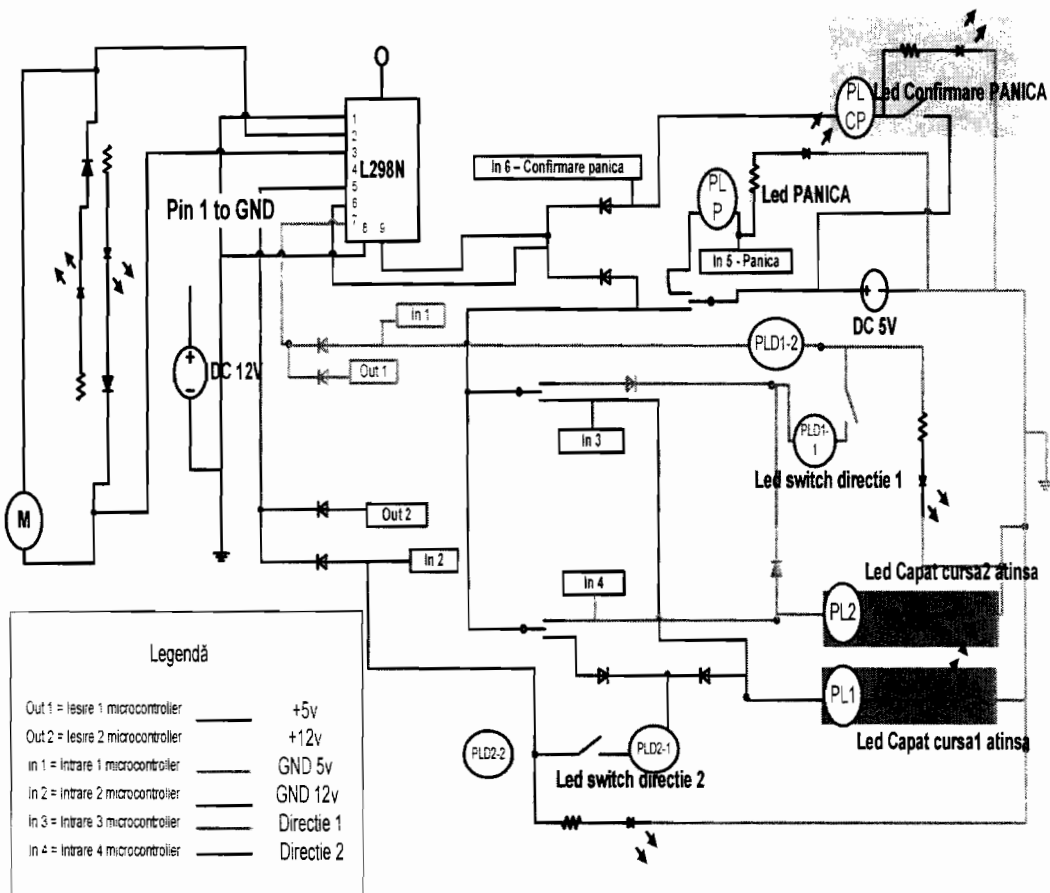 PL
CP
Led Confirmare PANICA
1
2
3
4
5
6
7
8 9
L298N
In 6 – Confirmare panica
PL
P
Led PANICA
Pin 1 to GND
In 5 - Panica
DC 5V
In 1
PLD1-2
DC 12V
Out 1
In 3
PLD1-
1
Led switch directie 1
M
Out 2
In 2
In 4
Led Capat cursa2 atinsa
PL2
PL1
Led Capat cursa1 atinsa
PLD2-2
PLD2-1
Led switch directie 2
Legendă
Out 1 = Iesire 1 microcontroller
+5v
Out 2 = Iesire 2 microcontroller
+12v
In 1 = Intrare 1 microcontroller
GND 5v
In 2 = Intrare 2 microcontroller
GND 12v
In 3 = Intrare 3 microcontroller
Directie 1
In 4 = Intrare 4 microcontroller
Directie 2